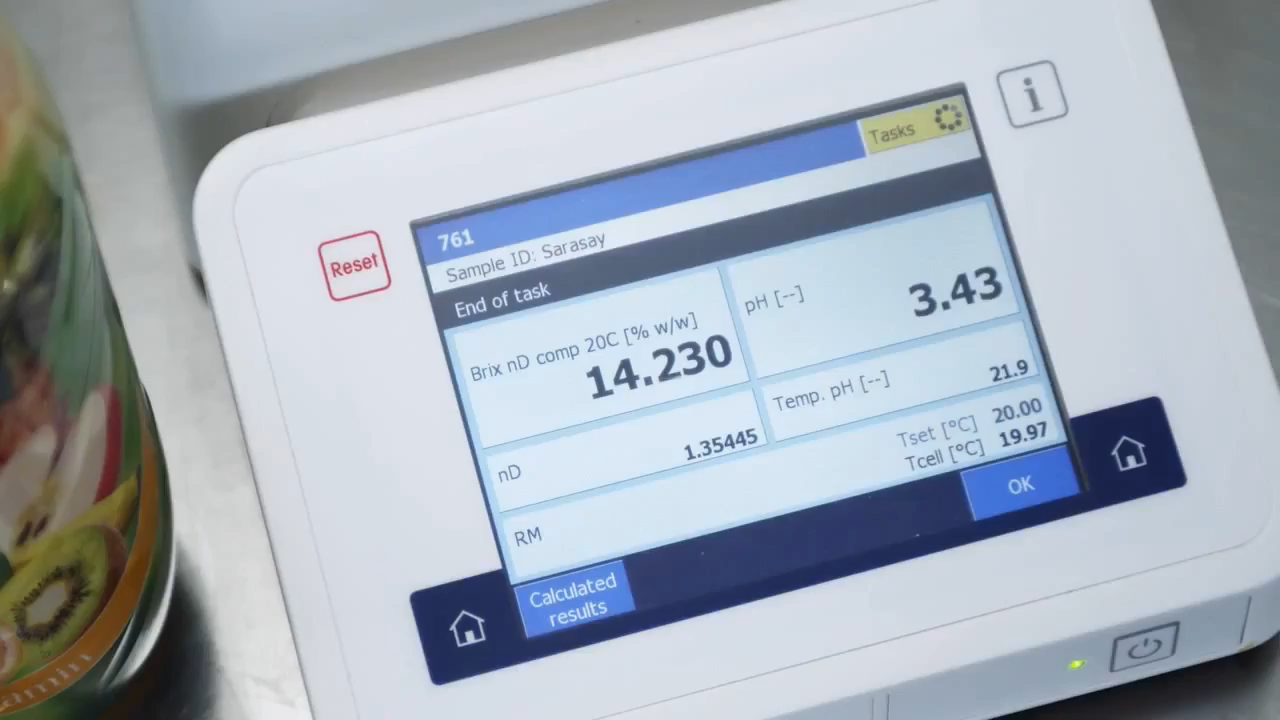 Tasks
i
761
Sample ID: Sarasay
Reset
End of task
Brix nD comp 20C [% w/w]
14.230
pH [--]
3.43
nD
1.35445
Temp. pH [--]
21.9
Tset [°C] 20.00
Tcell [°C] 19.97
RM
OK
Calculated
results